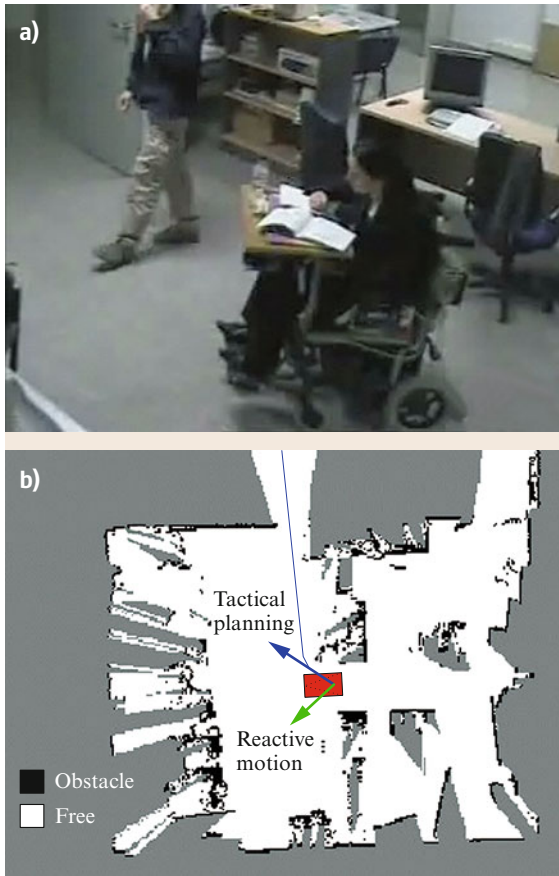 a)
b)
Tactical
planning
Reactive
motion
Obstacle
Free